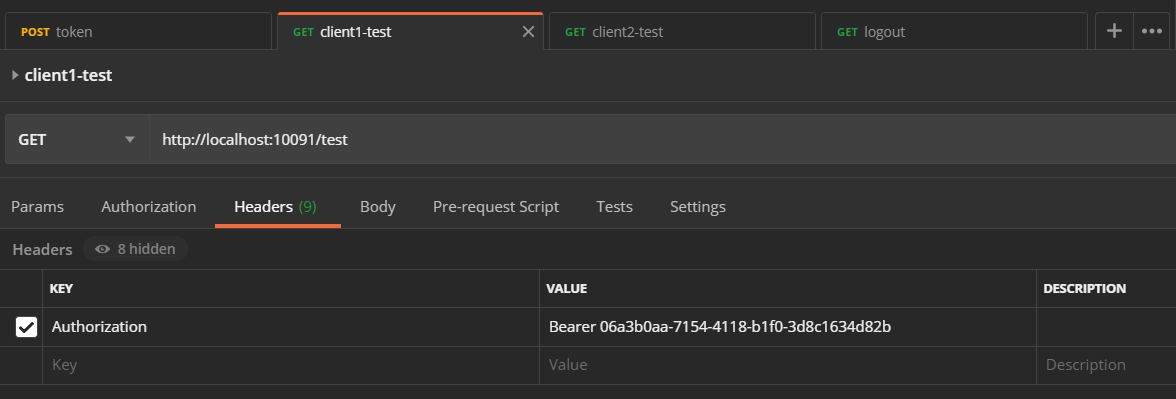 POST token GET client1-test GET client2-test GET logout
client1-test
GET http://localhost:10091/test
Params Authorization Headers (9) Body Pre-request Script Tests Settings
Headers 8 hidden
KEY VALUE DESCRIPTION
Authorization Bearer 06a3b0aa-7154-4118-b1f0-3d8c1634d82b
Key Value Description